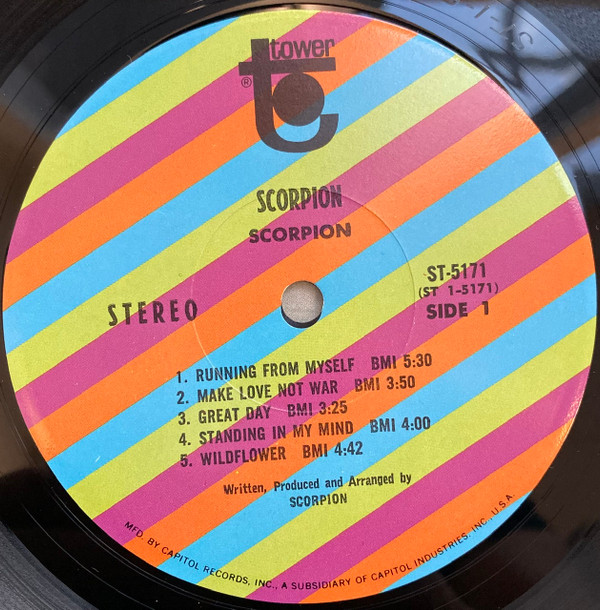 tower
®
SCORPION
SCORPION
STEREO
ST-5171
(ST 1-5171)
SIDE 1
1. RUNNING FROM MYSELF BMI 5:30
2. MAKE LOVE NOT WAR BMI 3:50
3. GREAT DAY BMI 3:25
4. STANDING IN MY MIND BMI 4:00
5. WILDFLOWER BMI 4:42
Written, Produced and Arranged by
SCORPION
MFD. BY CAPITOL RECORDS, INC., A SUBSIDIARY OF CAPITOL INDUSTRIES, INC., U.S.A.